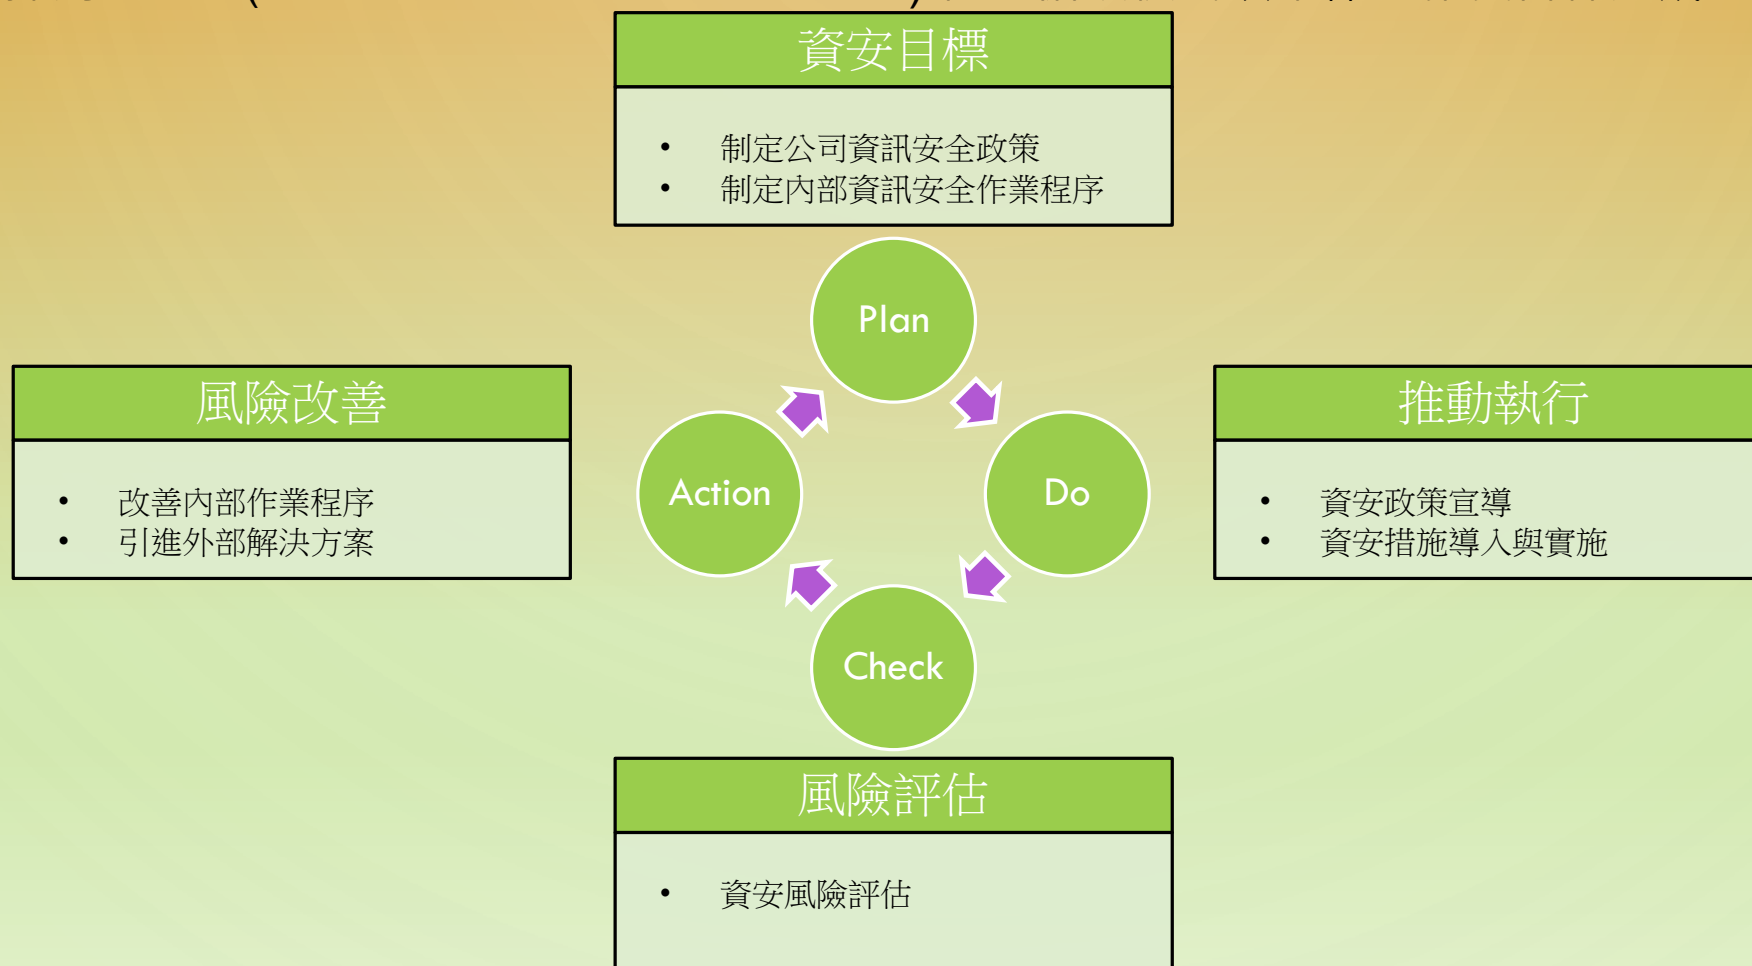 資安目標
• 制定公司資訊安全政策
• 制定內部資訊安全作業程序
Plan
風險改善
• 改善內部作業程序
• 引進外部解決方案
Action
Do
推動執行
• 資安政策宣導
• 資安措施導入與實施
Check
風險評估
• 資安風險評估